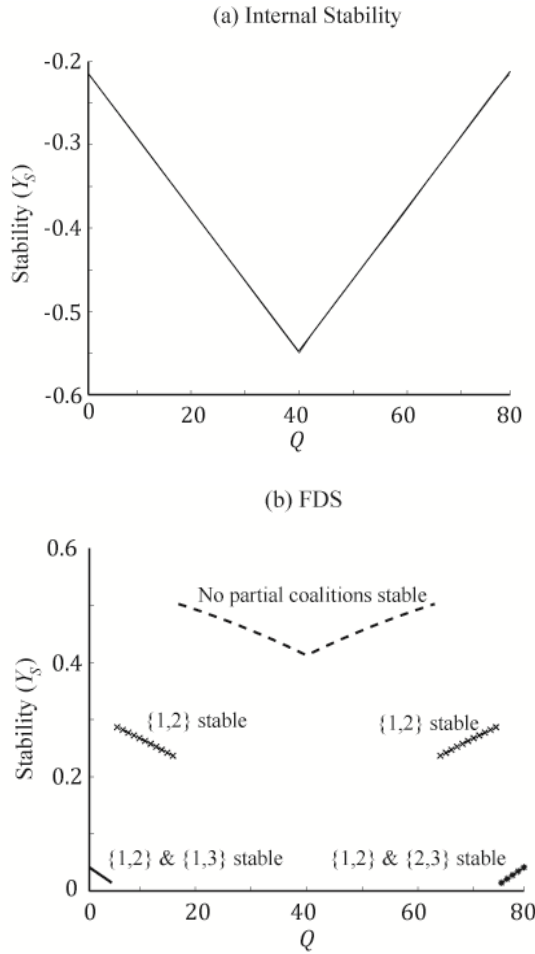 (a) Internal Stability
-0.2
-0.3
-0.4
-0.5
-0.6
Stability (Y_S)
0 20 40 60 80
Q
(b) FDS
0.6
0.4
0.2
0
Stability (Y_S)
No partial coalitions stable
{1,2} stable {1,2} stable
{1,2} & {1,3} stable {1,2} & {2,3} stable
0 20 40 60 80
Q